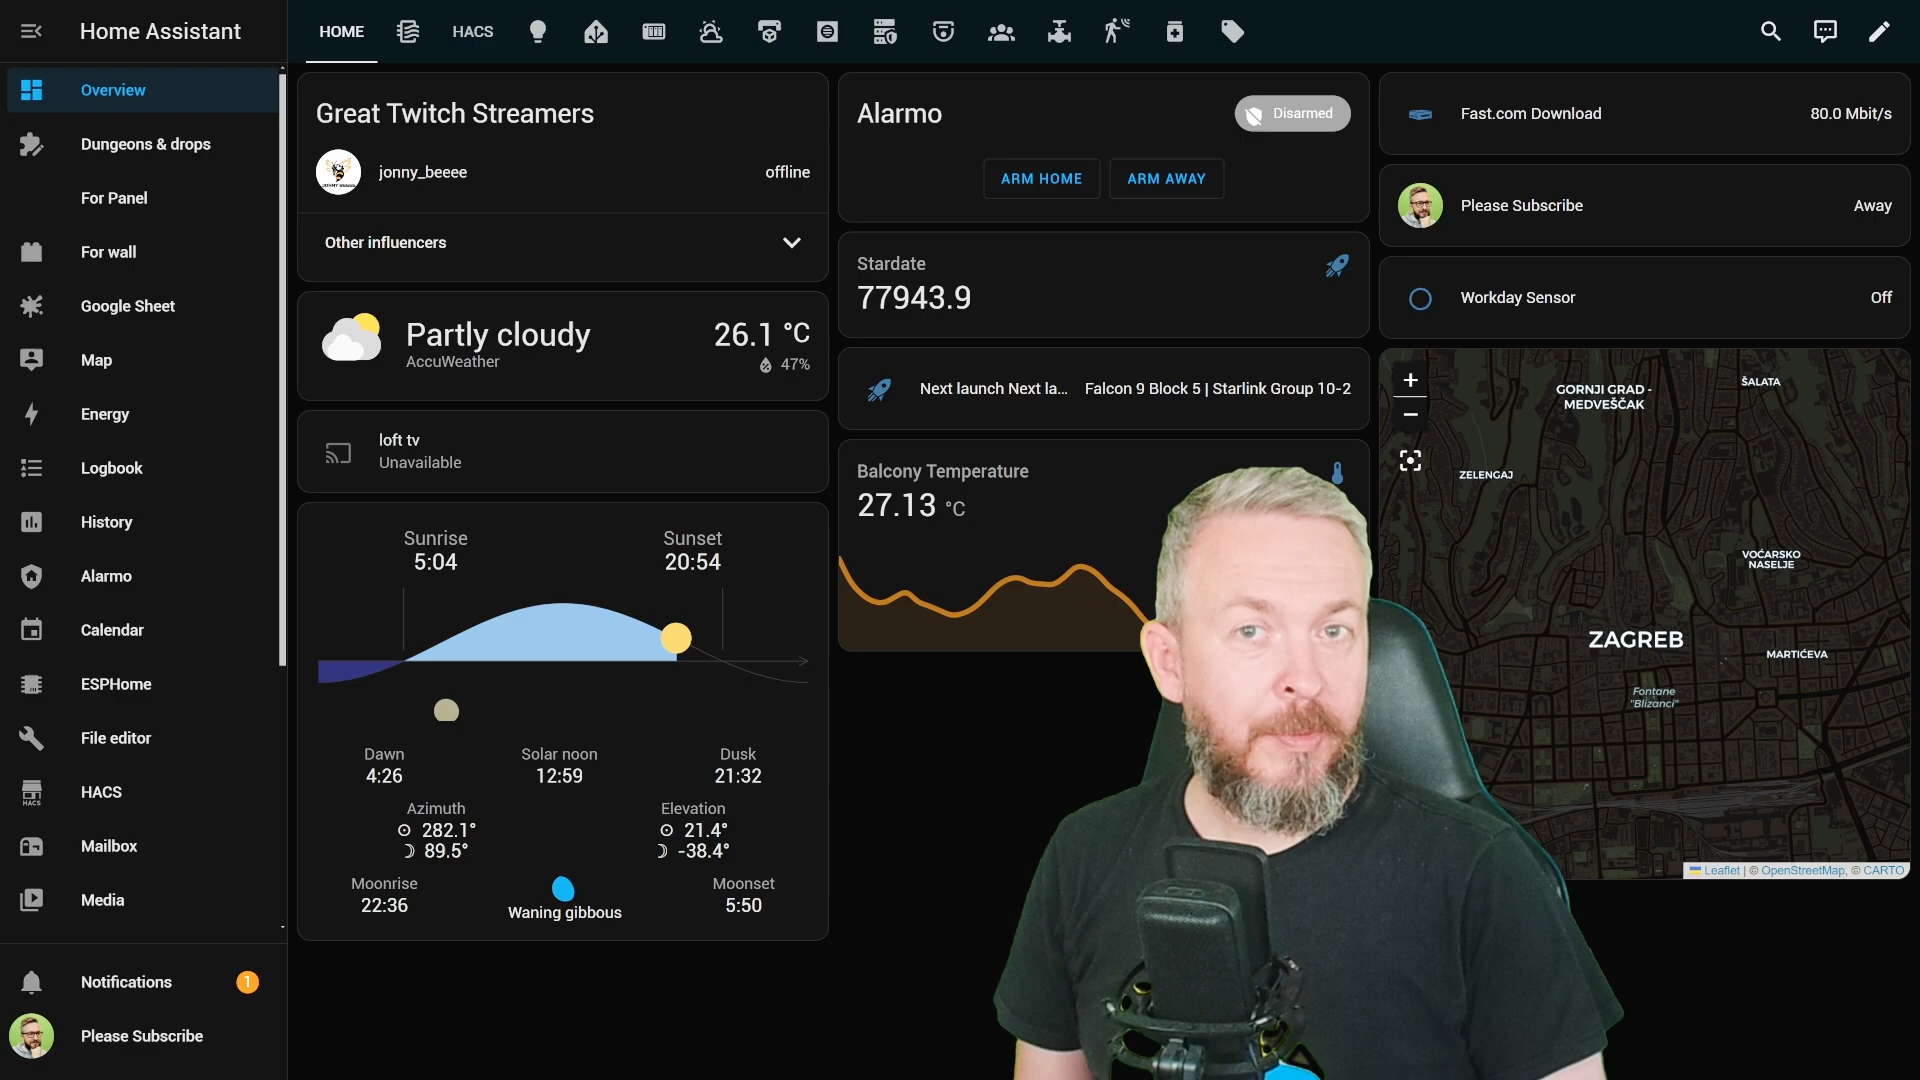 Home Assistant
HOME
HACS
Overview
Dungeons & drops
For Panel
For wall
Google Sheet
Map
Energy
Logbook
History
Alarmo
Calendar
ESPHome
File editor
HACS
HACS
Mailbox
Media
Notifications
1
Please Subscribe
Great Twitch Streamers
jonny_beeee
offline
Other influencers
Partly cloudy
26.1 °C
AccuWeather
47%
loft tv
Unavailable
Sunrise
5:04
Sunset
20:54
Dawn
4:26
Solar noon
12:59
Dusk
21:32
Azimuth
282.1°
89.5°
Elevation
21.4°
-38.4°
Moonrise
22:36
Waning gibbous
Moonset
5:50
Alarmo
Disarmed
ARM HOME
ARM AWAY
Stardate
77943.9
Next launch Next la...
Falcon 9 Block 5 | Starlink Group 10-2
Balcony Temperature
27.13 °C
Fast.com Download
80.0 Mbit/s
Please Subscribe
Away
Workday Sensor
Off
+
−
GORNJI GRAD -
MEDVEŠČAK
ŠALATA
ZELENGAJ
VOĆARSKO
NASELJE
ZAGREB
MARTIĆEVA
Fontane
"Blizanci"
Leaflet | © OpenStreetMap, © CARTO